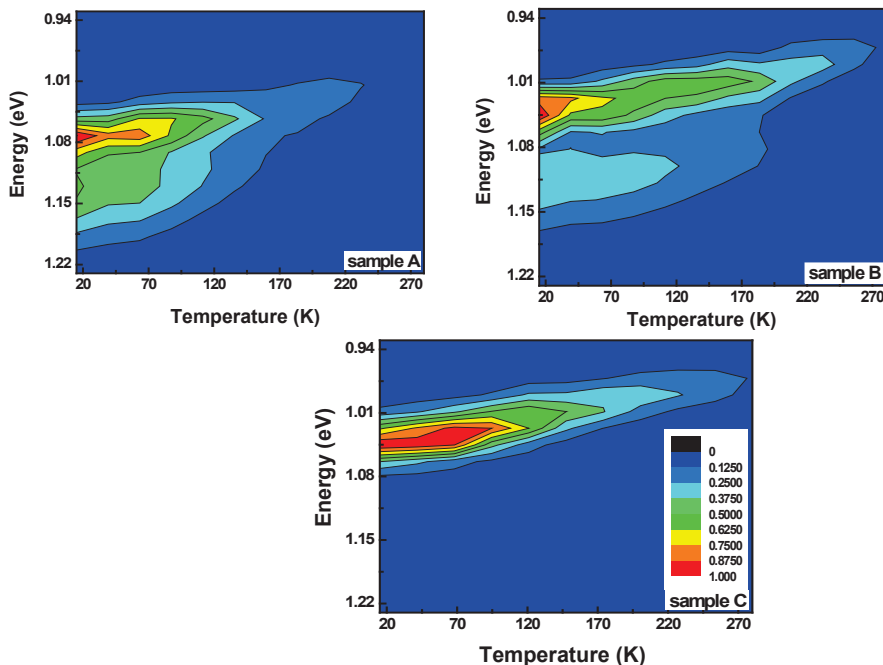 0.94
1.01
1.08
1.15
1.22
Energy (eV)
sample A
20 70 120 170 220 270
Temperature (K)
0.94
1.01
1.08
1.15
1.22
Energy (eV)
sample B
20 70 120 170 220 270
Temperature (K)
0.94
1.01
1.08
1.15
1.22
Energy (eV)
0
0.1250
0.2500
0.3750
0.5000
0.6250
0.7500
0.8750
1.000
sample C
20 70 120 170 220 270
Temperature (K)